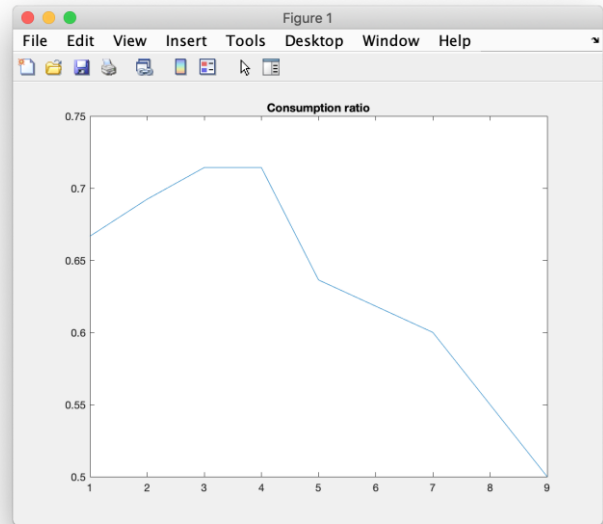 Figure 1
File Edit View Insert Tools Desktop Window Help
Consumption ratio
0.75
0.7
0.65
0.6
0.55
0.5
1 2 3 4 5 6 7 8 9